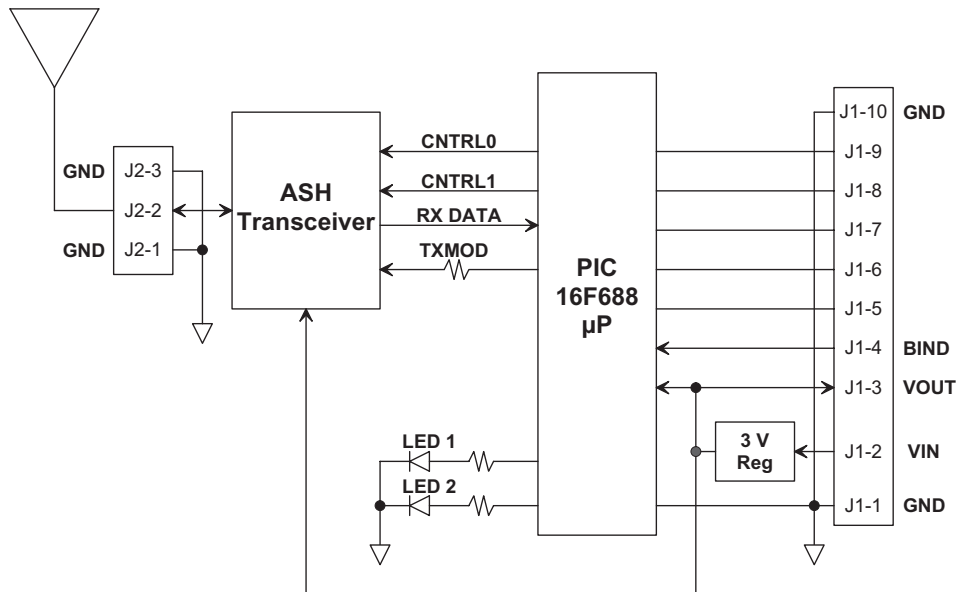 GND
J2-3
J2-2
GND
J2-1
ASH
Transceiver
CNTRL0
CNTRL1
RX DATA
TXMOD
LED 1
LED 2
PIC
16F688
µP
J1-10 GND
J1-9
J1-8
J1-7
J1-6
J1-5
J1-4 BIND
J1-3 VOUT
3 V
Reg
J1-2 VIN
J1-1 GND